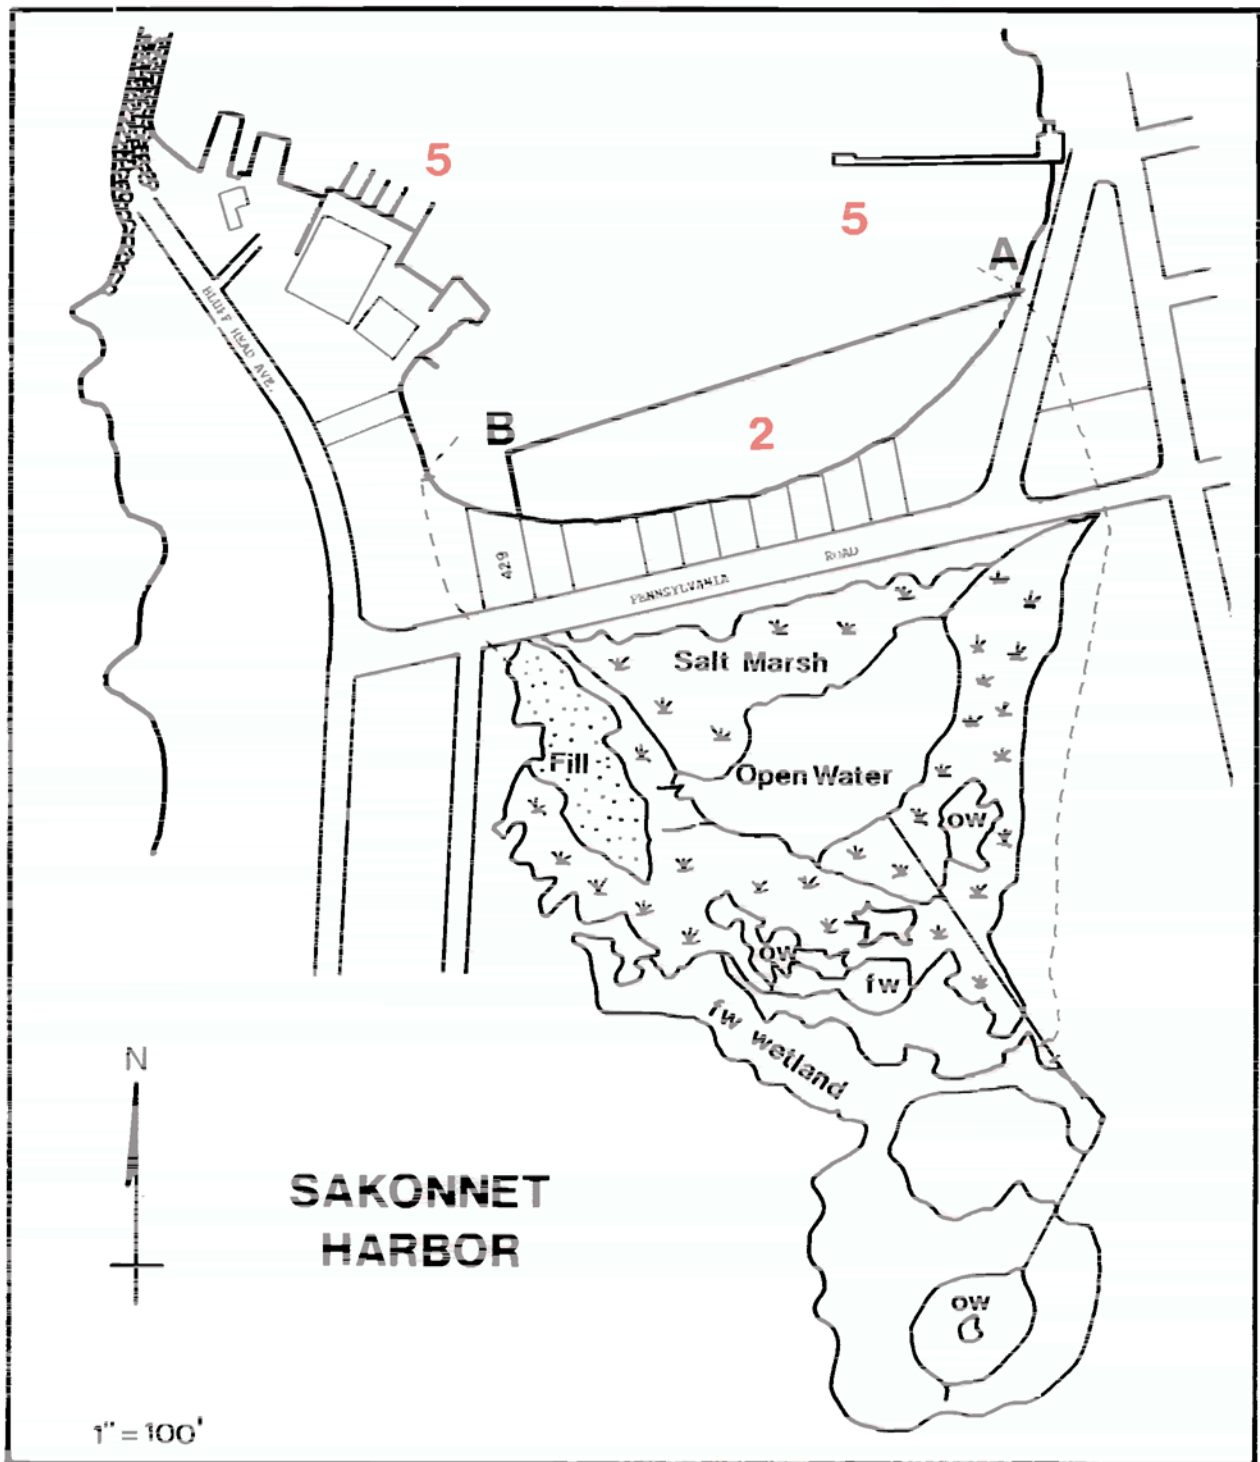 5
5
A
BLUFF HEAD AVE.
B
2
429
PENNSYLVANIA ROAD
Salt Marsh
Fill
Open Water
ow
ow
fw
fw wetland
N
SAKONNET
HARBOR
ow
1" = 100'